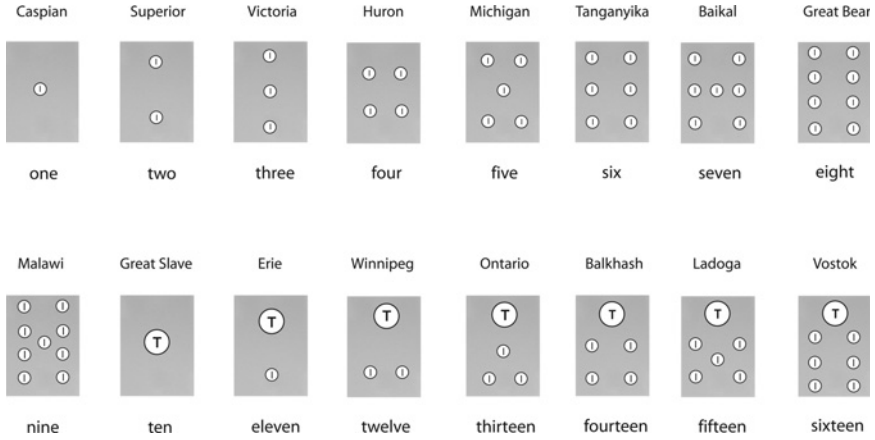 Caspian Superior Victoria Huron Michigan Tanganyika Baikal Great Bear
I I I I I I I I I I I I I I I I I I I I I I I I I I I I I I I I I I I I
one two three four five six seven eight
Malawi Great Slave Erie Winnipeg Ontario Balkhash Ladoga Vostok
T T T T T T T
I I I I I I I I I I I I I I I I I I I I I I I I I I I I I I
nine ten eleven twelve thirteen fourteen fifteen sixteen